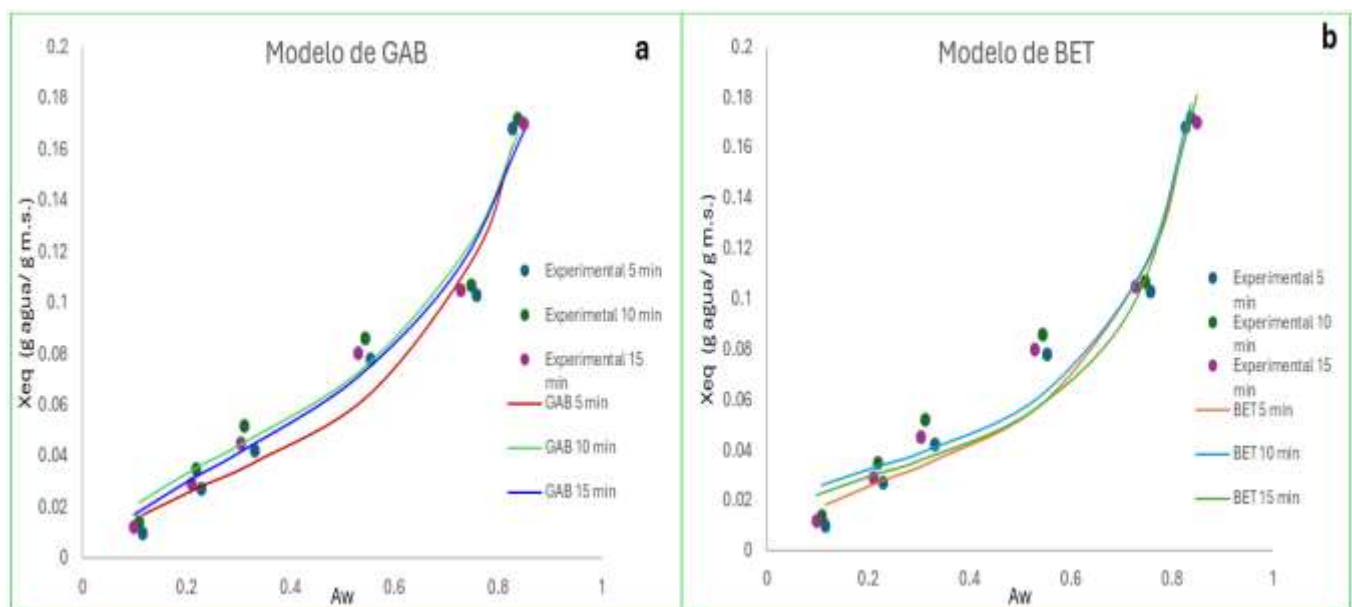 Modelo de GAB
a
0.2
0.18
0.16
0.14
0.12
0.1
0.08
0.06
0.04
0.02
0
Xeq (g agua/ g m.s.)
0
0.2
0.4
0.6
0.8
1
Aw
Experimental 5 min
Experimetal 10 min
Experimental 15
min
GAB 5 min
GAB 10 min
GAB 15 min
Modelo de BET
b
0.2
0.18
0.16
0.14
0.12
0.1
0.08
0.06
0.04
0.02
0
Xeq (g agua/ g m.s.)
0
0.2
0.4
0.6
0.8
1
Aw
Experimental 5
min
Experimental 10
min
Experimental 15
min
BET 5 min
BET 10 min
BET 15 min